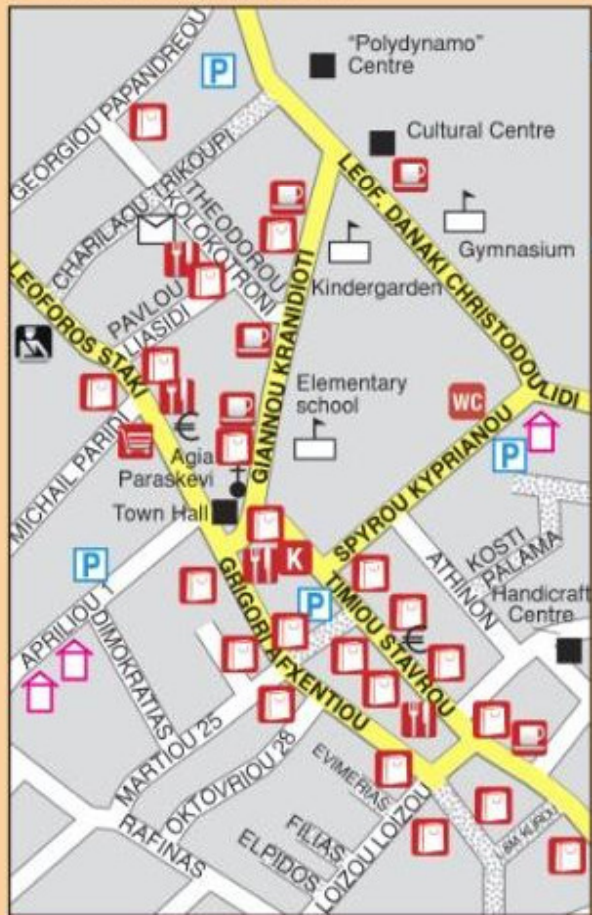 "Polydynamo"
Centre
P
GEORGIOU PAPANDREOU
Cultural Centre
CHARILAOU TRIKOUPI
THEODOROU
KOLOKOTRONI
LEOF. DANAKI CHRISTODOULIDI
Gymnasium
Kindergarden
GIANNOU KRANIDIOTI
PAVLOU
LIASIDI
LEOFOROS STAKI
Elementary
school
WC
€
MICHAIL PARIDI
Agia
Paraskevi
Town Hall
SPYROU KYPRIANOU
P
K
P
APRILIOU 1
GRIGORI AFXENTIOU
P
TIMIOU STAVROU
ATHINON
KOSTI
PALAMA
Handicraft
Centre
€
DIMOKRATIAS
MARTIOU 25
OKTOVRIOU 28
EVIMERIAS
RAFINAS
FILIAS
ELPIDOS
LOIZOU LOIZOU